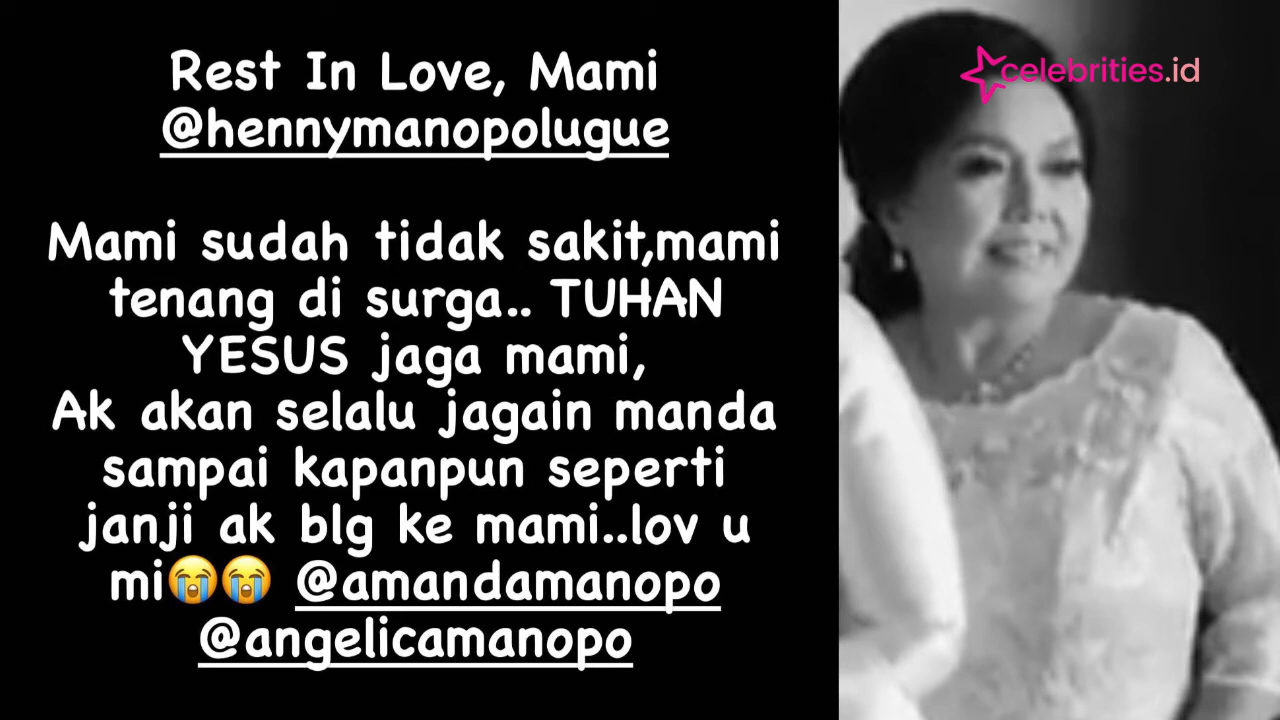 Rest In Love, Mami
@hennymanopolugue
Mami sudah tidak sakit,mami
tenang di surga.. TUHAN
YESUS jaga mami,
Ak akan selalu jagain manda
sampai kapanpun seperti
janji ak blg ke mami..lov u
mi😭😭 @amandamanopo
@angelicamanopo
celebrities.id